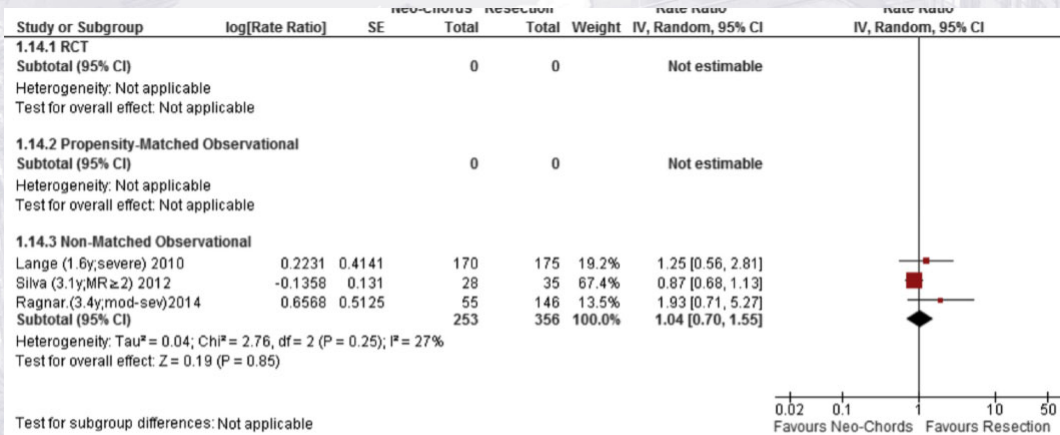 Neo-Chords Resection Rate Ratio Rate Ratio
Study or Subgroup log[Rate Ratio] SE Total Total Weight IV, Random, 95% CI IV, Random, 95% CI
1.14.1 RCT
Subtotal (95% CI) 0 0 Not estimable
Heterogeneity: Not applicable
Test for overall effect: Not applicable
1.14.2 Propensity-Matched Observational
Subtotal (95% CI) 0 0 Not estimable
Heterogeneity: Not applicable
Test for overall effect: Not applicable
1.14.3 Non-Matched Observational
Lange (1.6y;severe) 2010 0.2231 0.4141 170 175 19.2% 1.25 [0.56, 2.81]
Silva (3.1y;MR≥2) 2012 -0.1358 0.131 28 35 67.4% 0.87 [0.68, 1.13]
Ragnar.(3.4y;mod-sev)2014 0.6568 0.5125 55 146 13.5% 1.93 [0.71, 5.27]
Subtotal (95% CI) 253 356 100.0% 1.04 [0.70, 1.55]
Heterogeneity: Tau² = 0.04; Chi² = 2.76, df = 2 (P = 0.25); I² = 27%
Test for overall effect: Z = 0.19 (P = 0.85)
0.02 0.1 1 10 50
Favours Neo-Chords Favours Resection
Test for subgroup differences: Not applicable